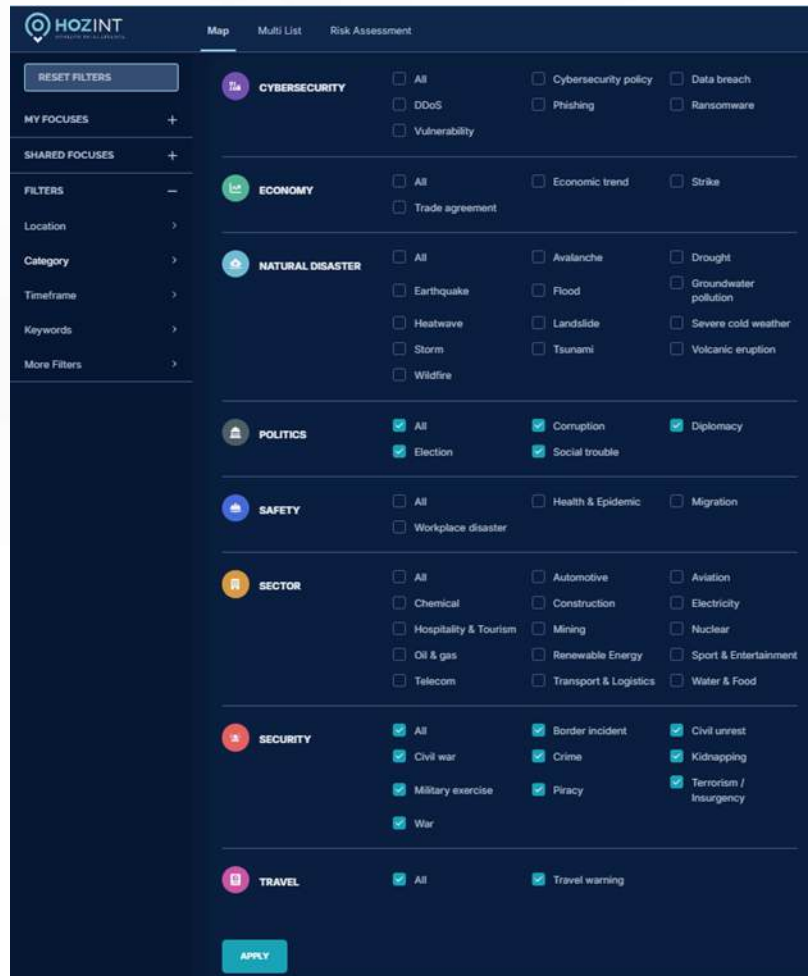 HOZINT
Map Multi List Risk Assessment
RESET FILTERS
MY FOCUSES +
SHARED FOCUSES +
FILTERS –
Location
Category
Timeframe
Keywords
More Filters
CYBERSECURITY
All Cybersecurity policy Data breach
DDoS Phishing Ransomware
Vulnerability
ECONOMY
All Economic trend Strike
Trade agreement
NATURAL DISASTER
All Avalanche Drought
Earthquake Flood Groundwater
pollution
Heatwave Landslide Severe cold weather
Storm Tsunami Volcanic eruption
Wildfire
POLITICS
All Corruption Diplomacy
Election Social trouble
SAFETY
All Health & Epidemic Migration
Workplace disaster
SECTOR
All Automotive Aviation
Chemical Construction Electricity
Hospitality & Tourism Mining Nuclear
Oil & gas Renewable Energy Sport & Entertainment
Telecom Transport & Logistics Water & Food
SECURITY
All Border incident Civil unrest
Civil war Crime Kidnapping
Military exercise Piracy Terrorism /
Insurgency
War
TRAVEL
All Travel warning
APPLY